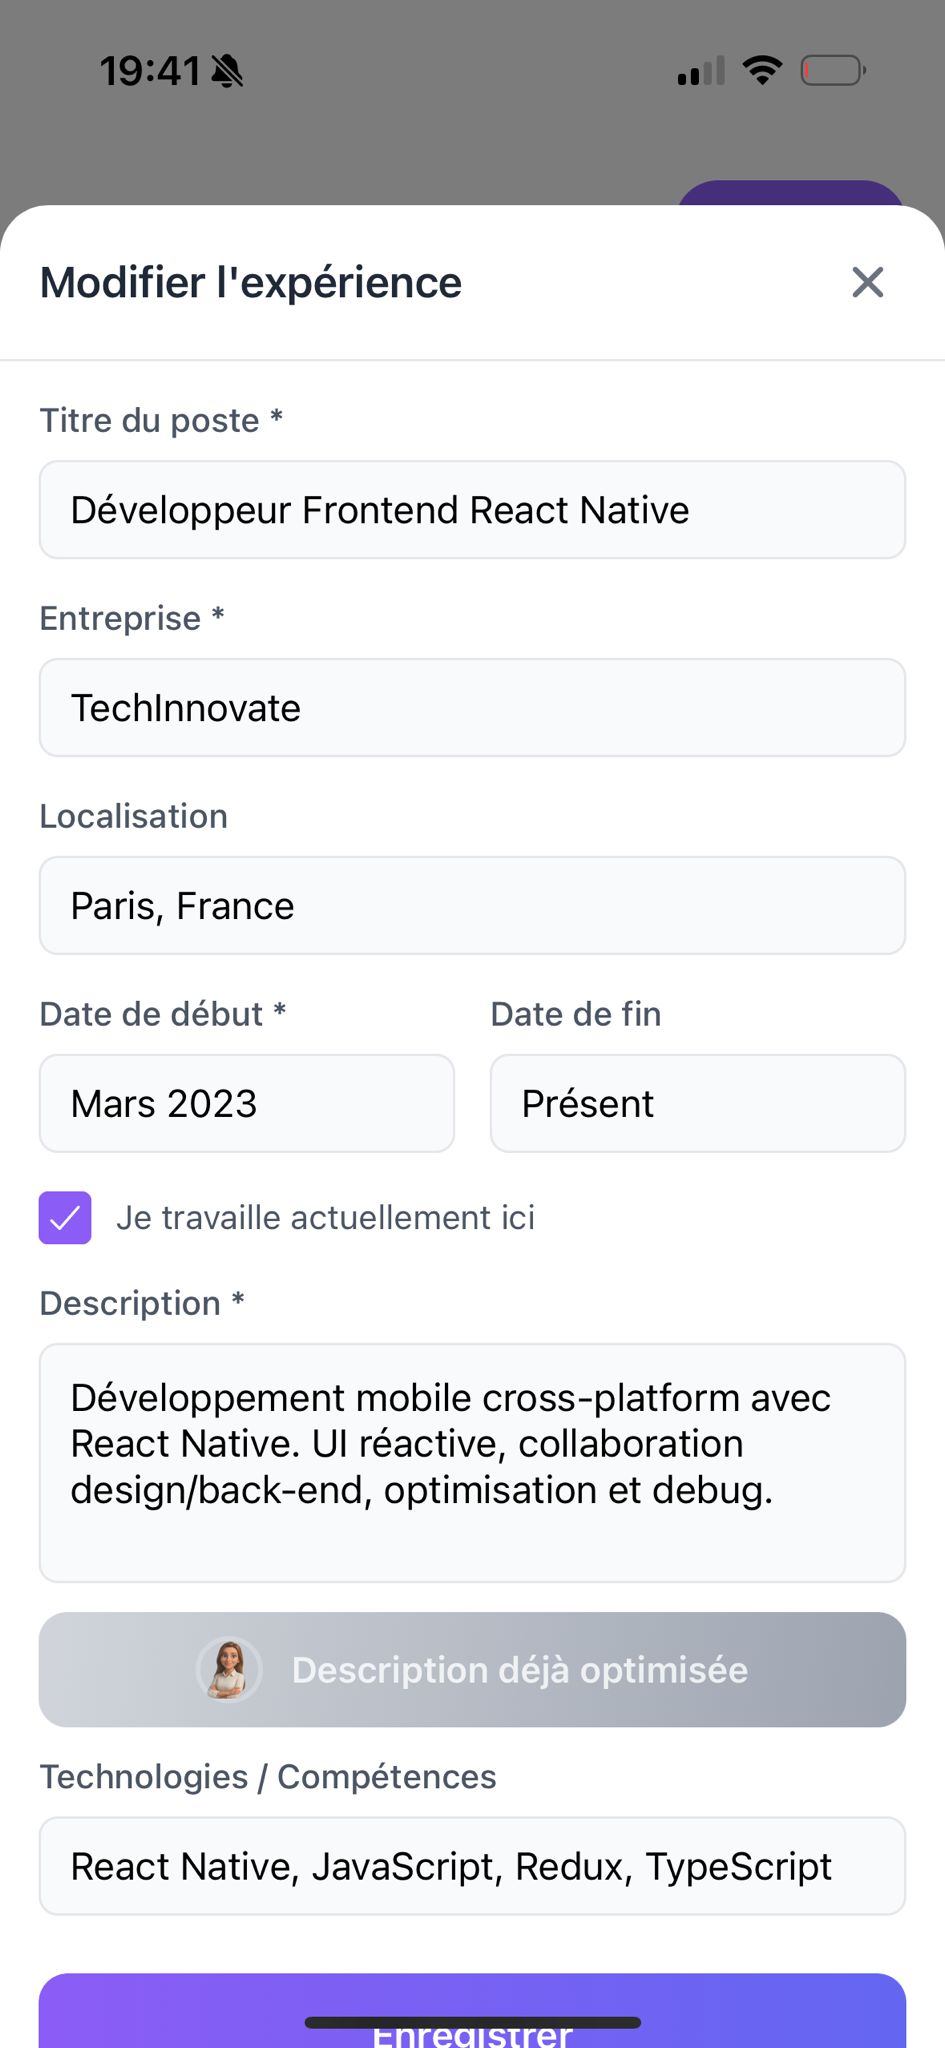 19:41
Modifier l'expérience
Titre du poste *
Développeur Frontend React Native
Entreprise *
TechInnovate
Localisation
Paris, France
Date de début *
Date de fin
Mars 2023
Présent
Je travaille actuellement ici
Description *
Développement mobile cross-platform avec
React Native. UI réactive, collaboration
design/back-end, optimisation et debug.
Description déjà optimisée
Technologies / Compétences
React Native, JavaScript, Redux, TypeScript
Enregistrer